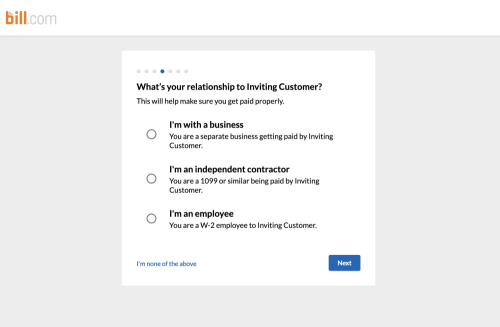 bill.com
What's your relationship to Inviting Customer?
This will help make sure you get paid properly.
I'm with a business
You are a separate business getting paid by Inviting
Customer.
I'm an independent contractor
You are a 1099 or similar being paid by Inviting
Customer.
I'm an employee
You are a W-2 employee to Inviting Customer.
I'm none of the above
Next